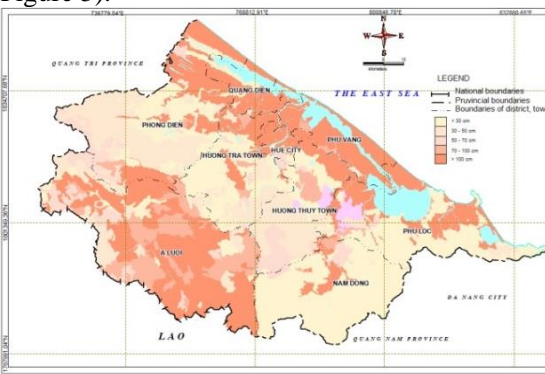 Figure 3).
N
W E
S
LEGEND
National boundaries
Provincial boundaries
Boundaries of district, tow
< 30 cm
30 - 50 cm
50 - 70 cm
70 - 100 cm
> 100 cm
QUANG TRI PROVINCE
THE EAST SEA
QUANG DIEN
PHONG DIEN
PHU VANG
HUE CITY
HUONG TRA TOWN
HUONG THUY TOWN
PHU LOC
A LUOI
NAM DONG
DA NANG CITY
LAO
QUANG NAM PROVINCE